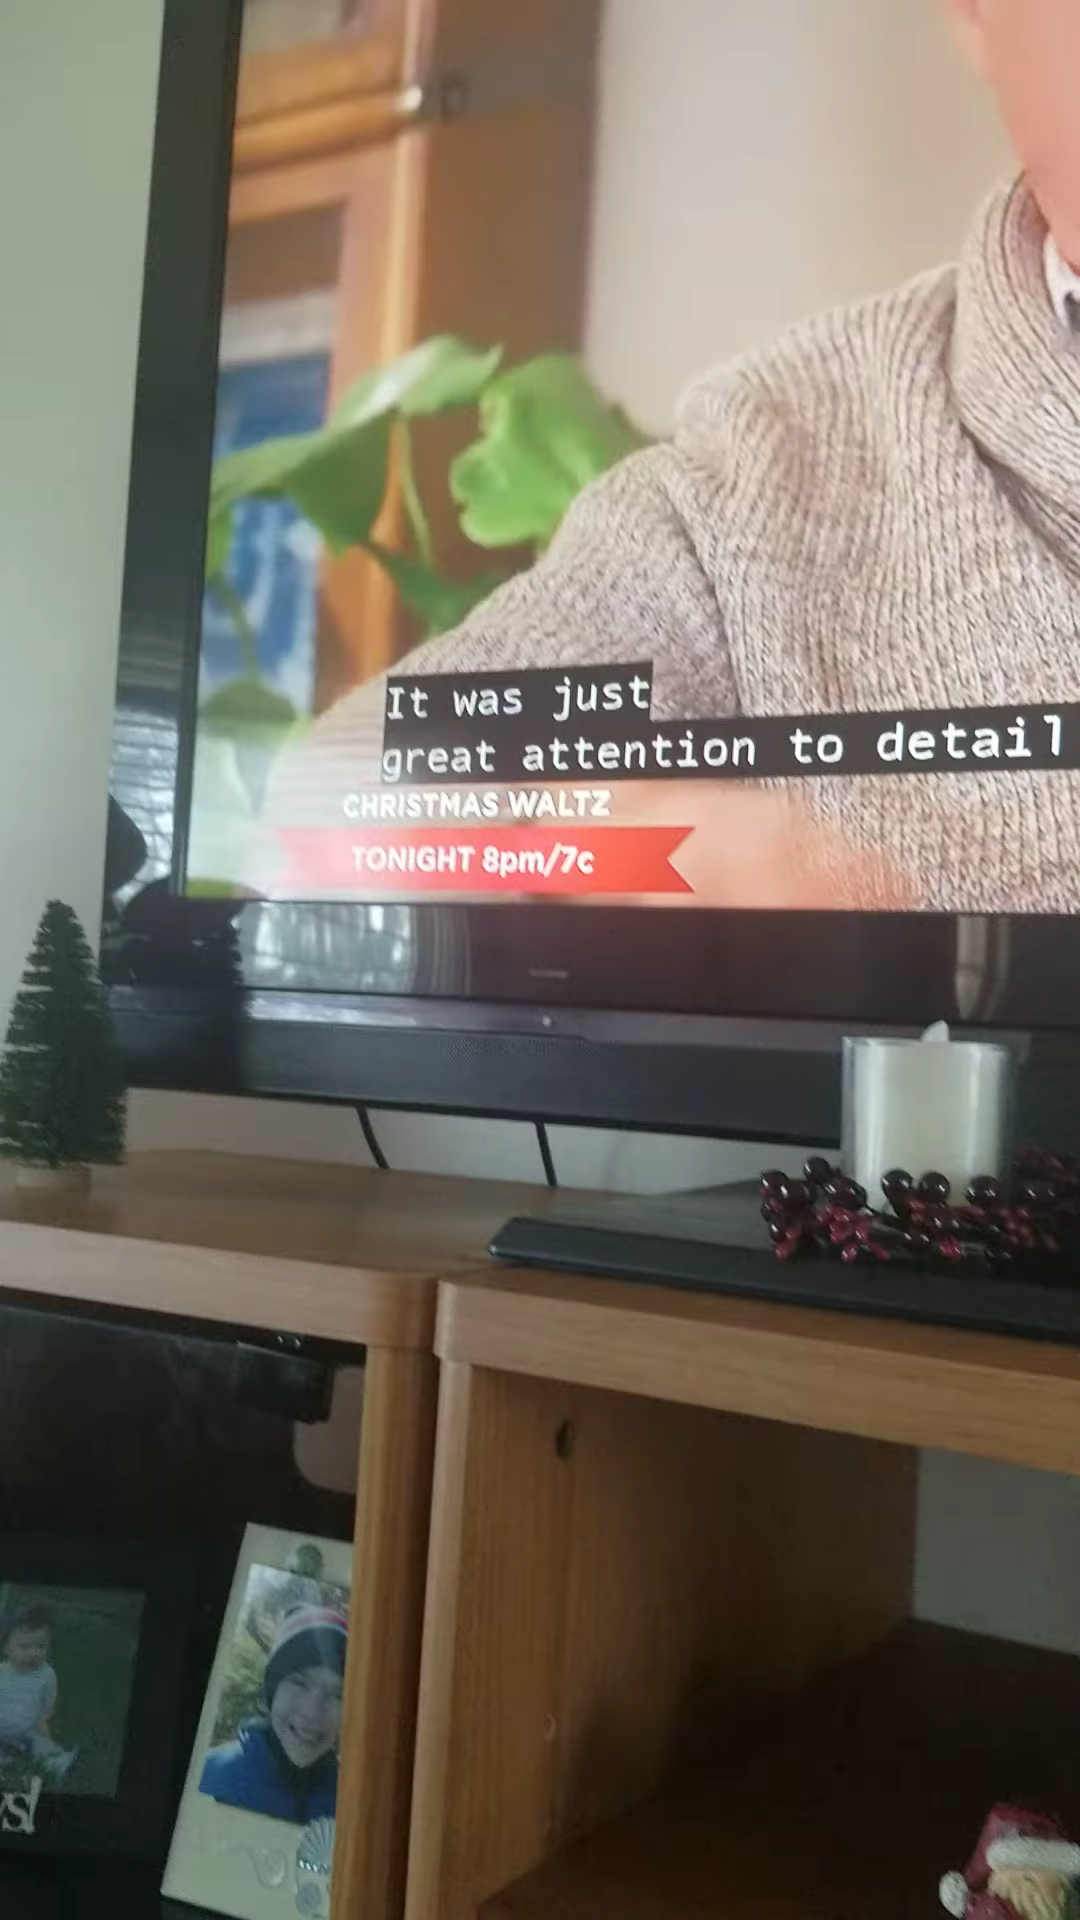 It was just
great attention to detail
CHRISTMAS WALTZ
TONIGHT 8pm/7c